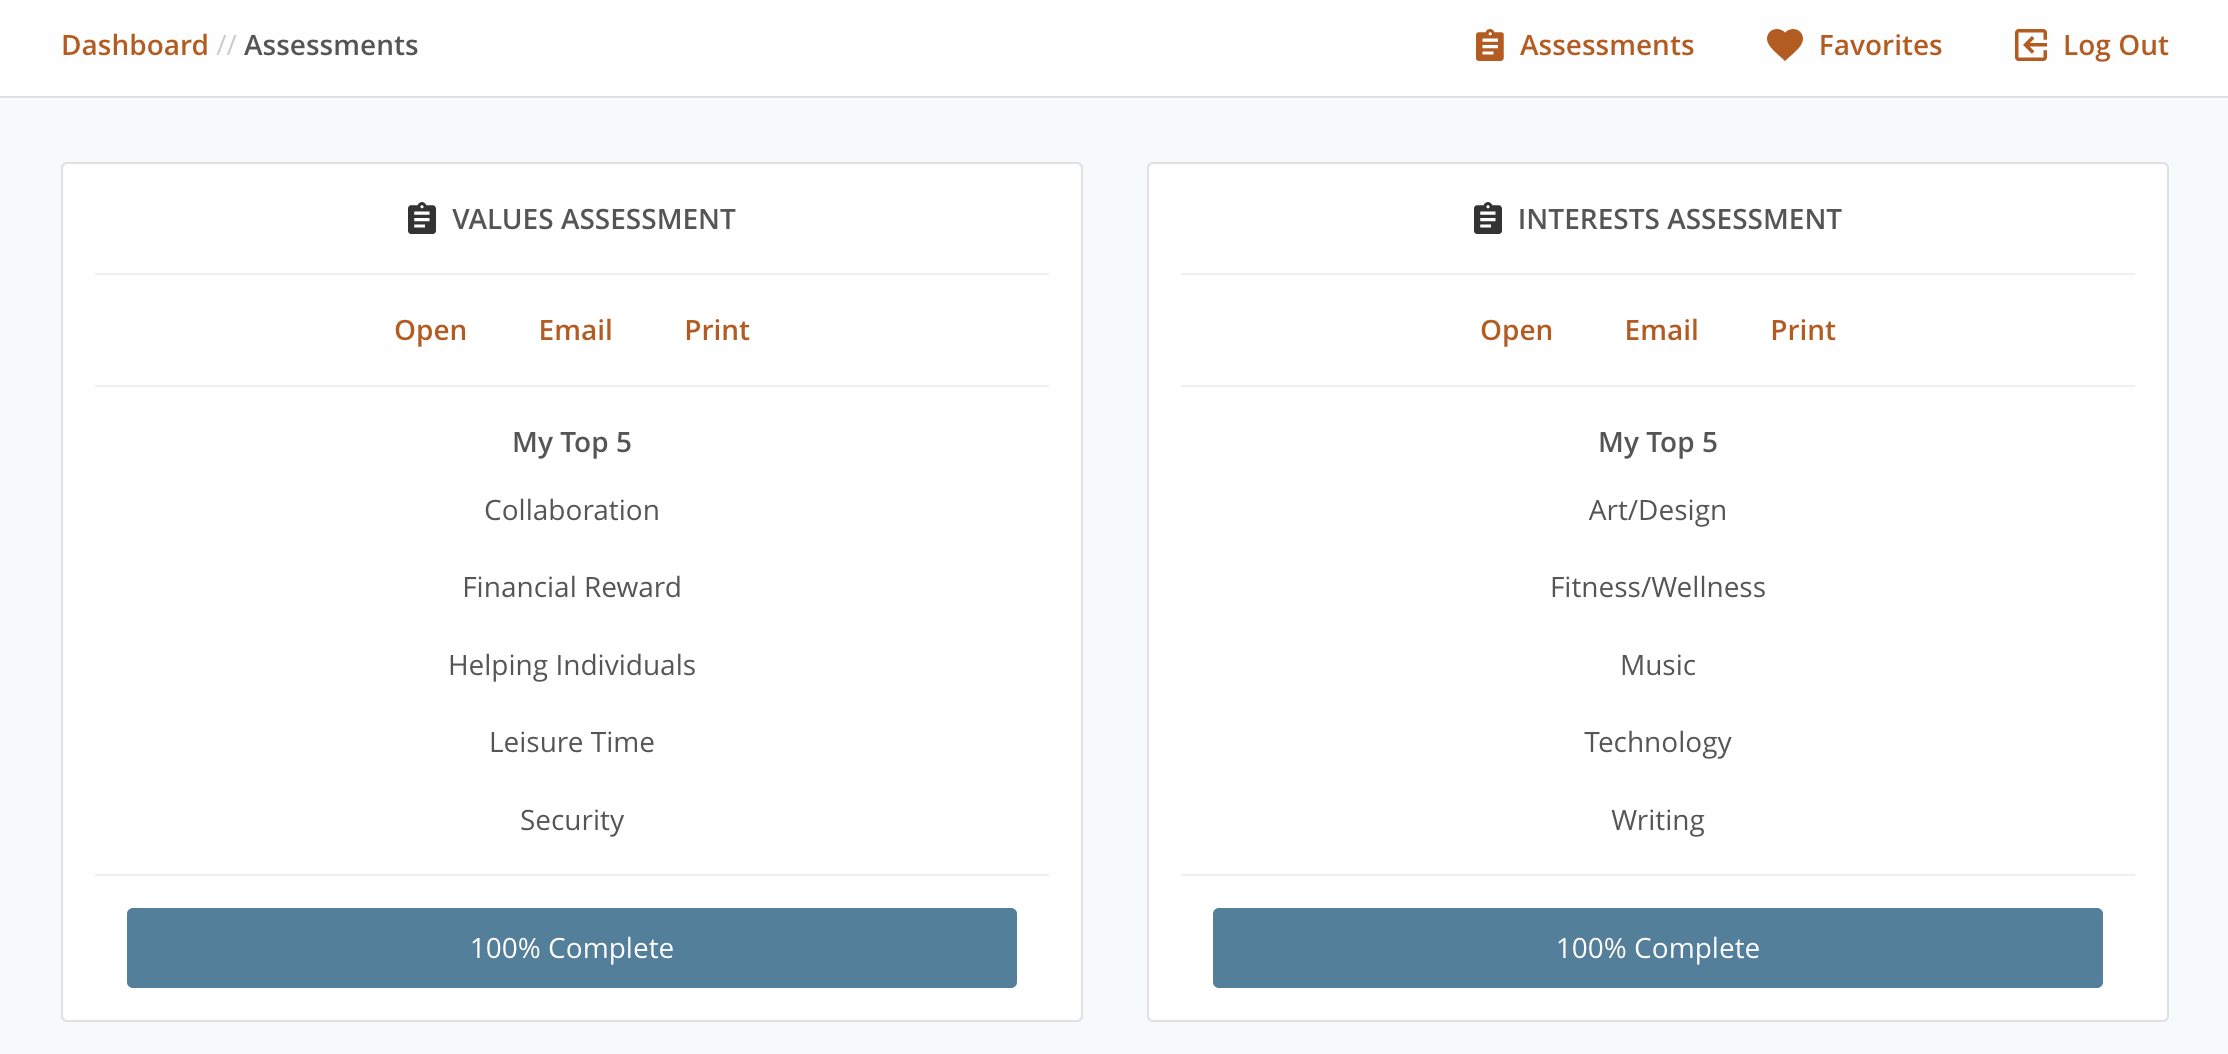 Dashboard // Assessments
Assessments
Favorites
Log Out
VALUES ASSESSMENT
Open Email Print
My Top 5
Collaboration
Financial Reward
Helping Individuals
Leisure Time
Security
100% Complete
INTERESTS ASSESSMENT
Open Email Print
My Top 5
Art/Design
Fitness/Wellness
Music
Technology
Writing
100% Complete